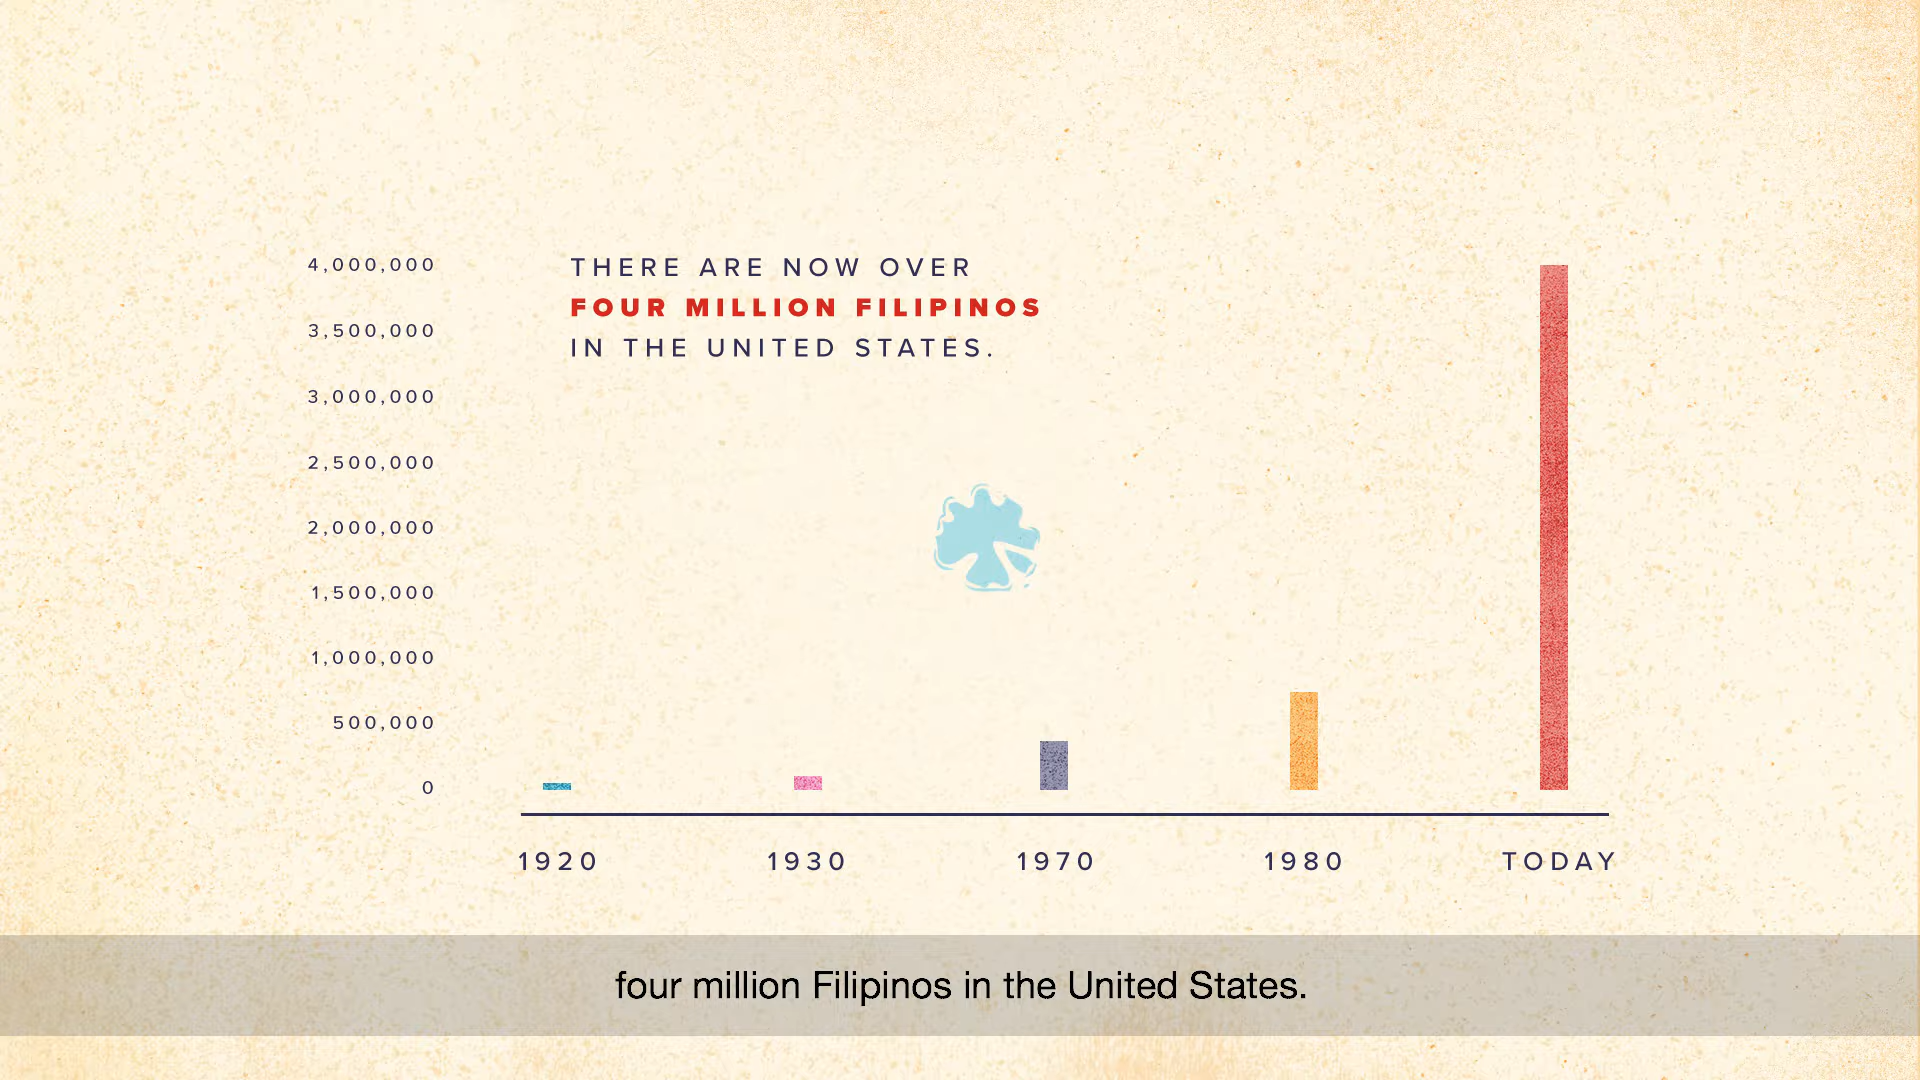 THERE ARE NOW OVER
FOUR MILLION FILIPINOS
IN THE UNITED STATES.
4,000,000
3,500,000
3,000,000
2,500,000
2,000,000
1,500,000
1,000,000
500,000
0
1920 1930 1970 1980 TODAY
four million Filipinos in the United States.